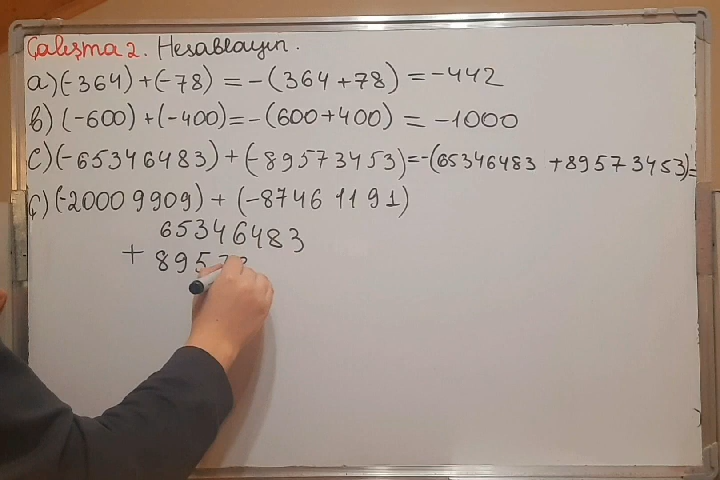 Çalışma 2. Hesablayın.
a) (-364) + (-78) = -(364 + 78) = -442
b) (-600) + (-400) = -(600 + 400) = -1000
c) (-65346483) + (-89573453) = -(65346483 + 89573453) =
ç) (-20009909) + (-87461191)
65346483
+ 895